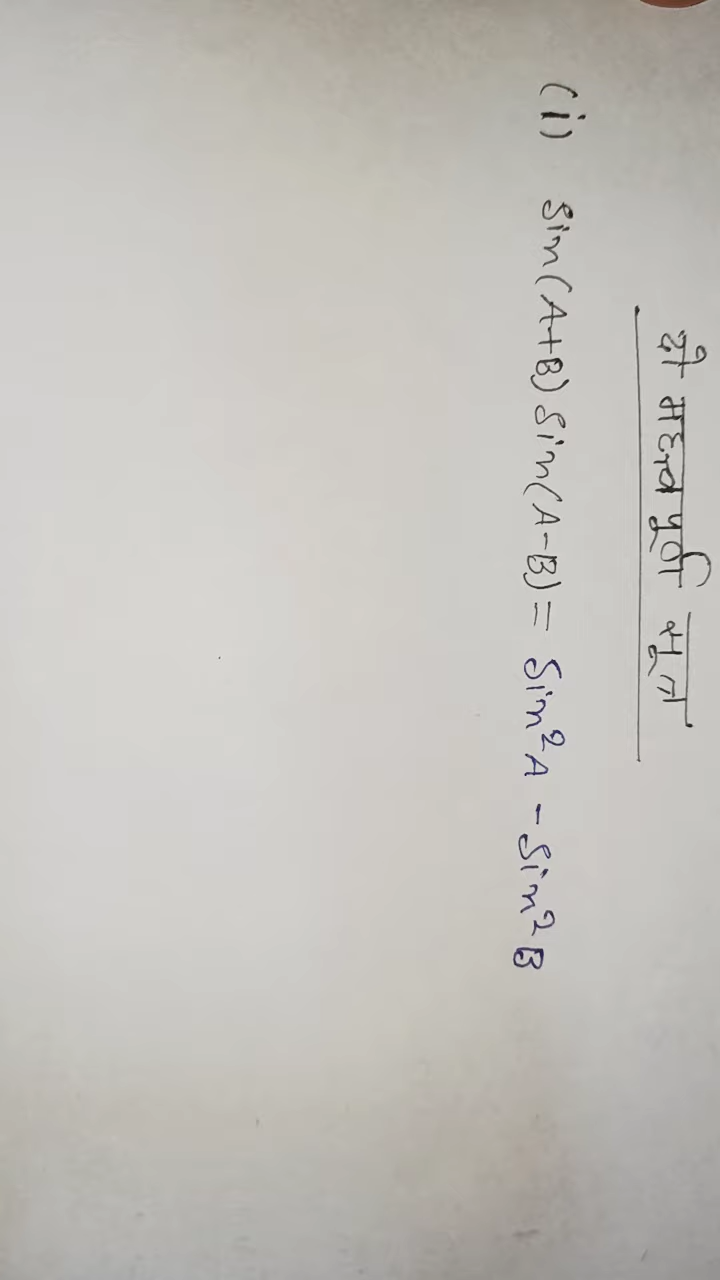 दो महत्वपूर्ण सूत्र
(i) Sin(A+B) Sin(A-B) = Sin²A - Sin²B